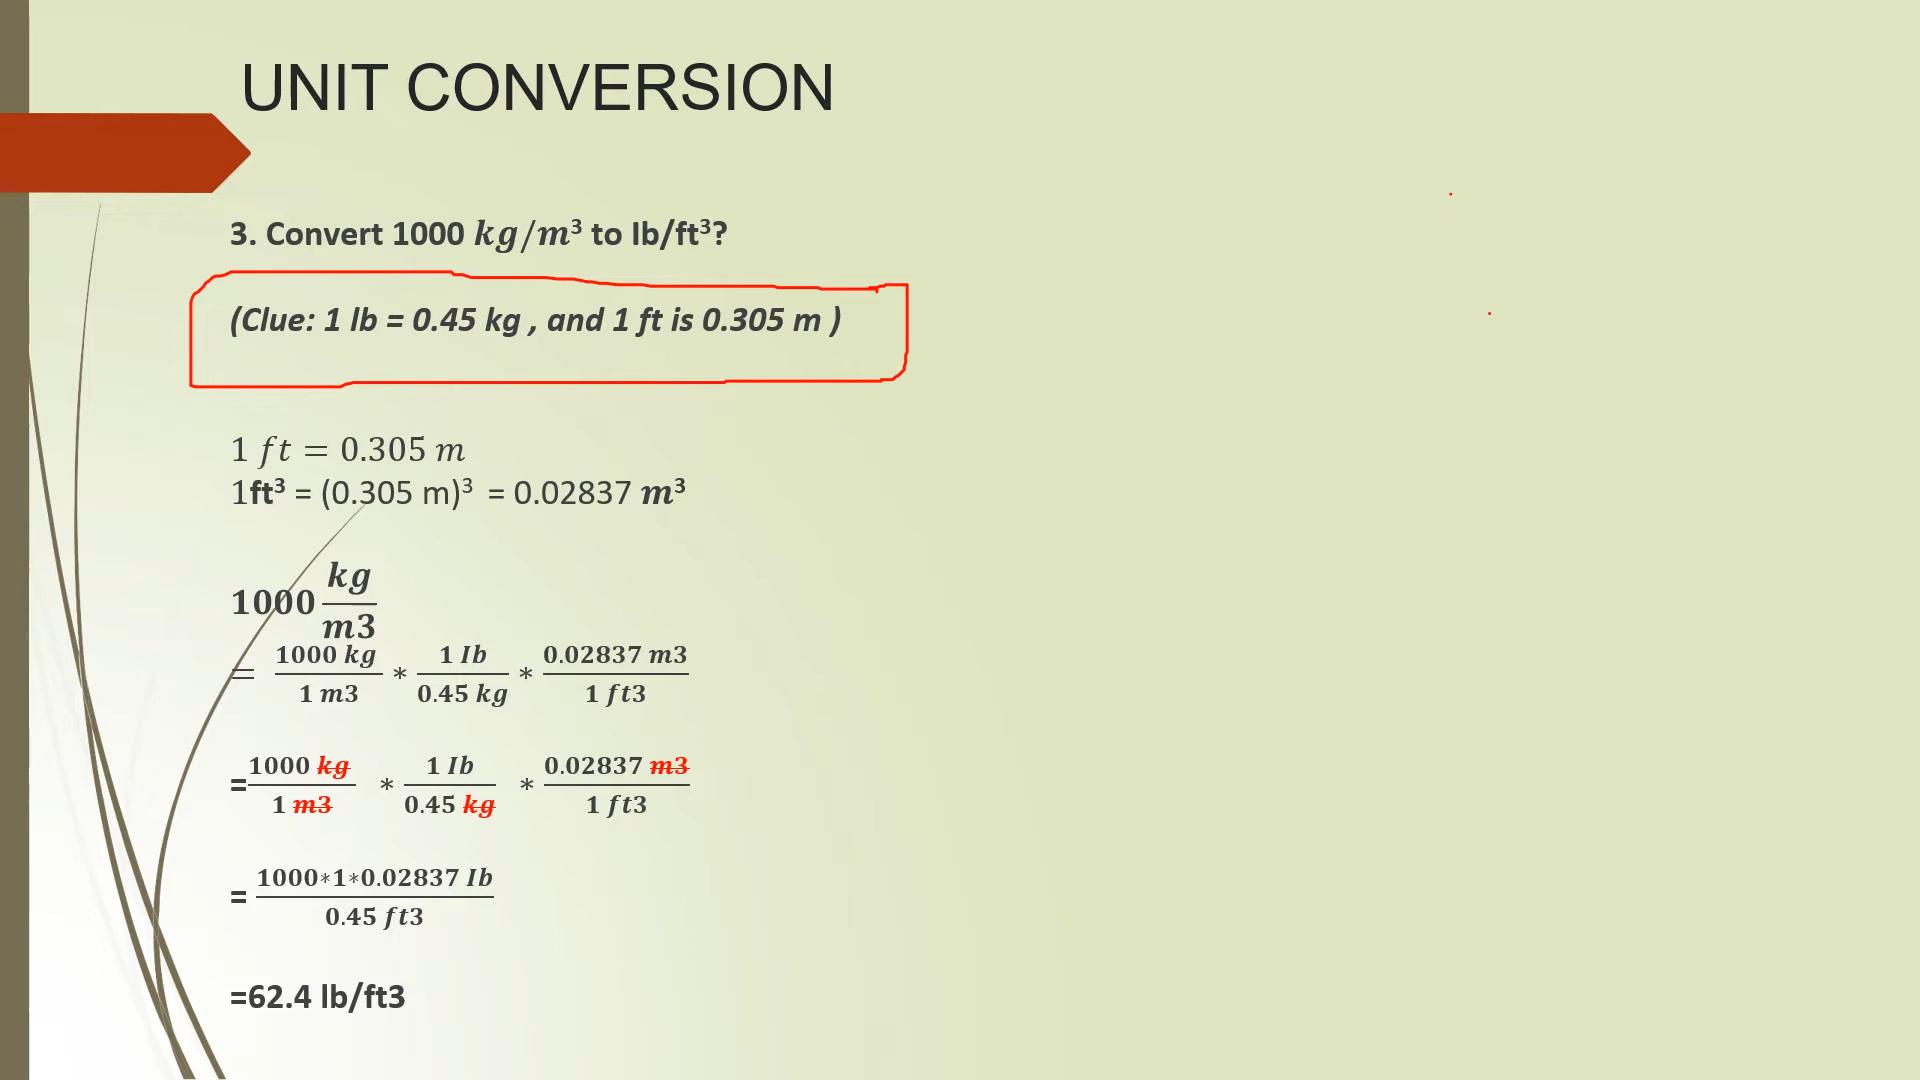 UNIT CONVERSION
3. Convert 1000 kg/m³ to Ib/ft³?
(Clue: 1 lb = 0.45 kg , and 1 ft is 0.305 m )
1 ft = 0.305 m
1ft³ = (0.305 m)³ = 0.02837 m³
1000 kg/m3
= 1000 kg/1 m3 * 1 Ib/0.45 kg * 0.02837 m3/1 ft3
=1000 kg/1 m3 * 1 Ib/0.45 kg * 0.02837 m3/1 ft3
= 1000*1*0.02837 Ib/0.45 ft3
=62.4 lb/ft3